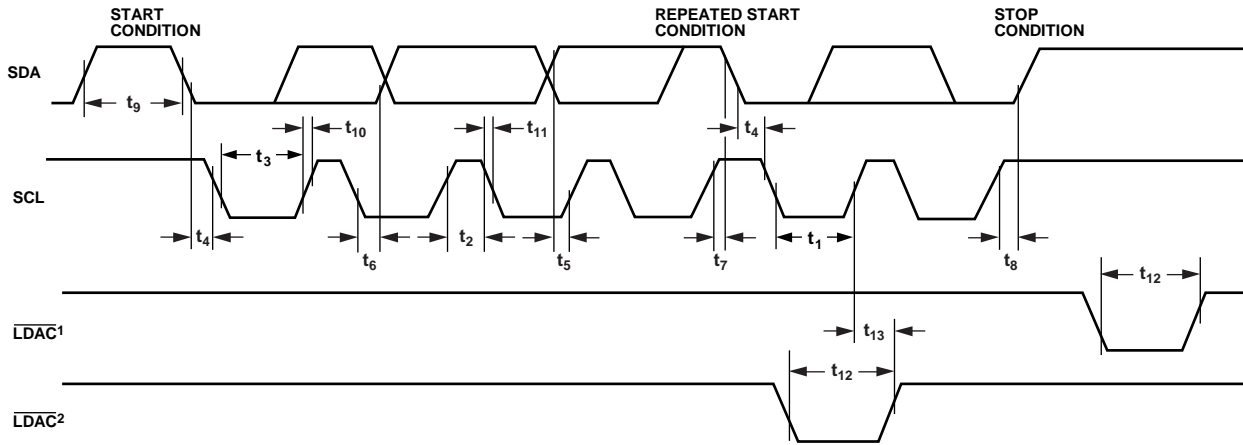 START
CONDITION
REPEATED START
CONDITION
STOP
CONDITION
SDA
t9
t10
t11
t4
t3
SCL
t4
t6
t2
t5
t7
t1
t8
t12
LDAC1
t13
t12
LDAC2